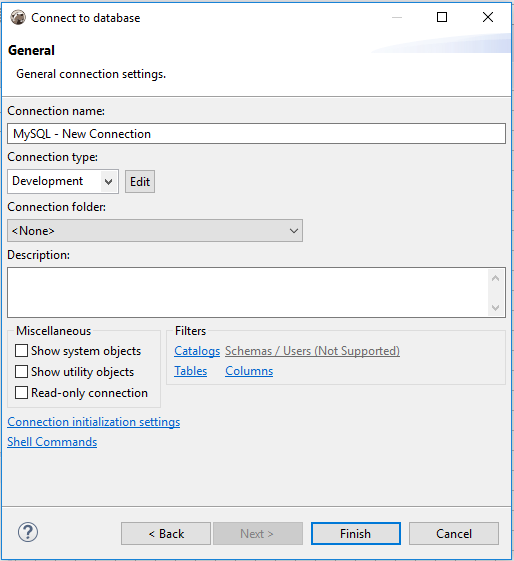 Connect to database
General
General connection settings.
Connection name:
MySQL - New Connection
Connection type:
Development Edit
Connection folder:
<None>
Description:
Miscellaneous
Show system objects
Show utility objects
Read-only connection
Filters
Catalogs Schemas / Users (Not Supported)
Tables Columns
Connection initialization settings
Shell Commands
? < Back Next > Finish Cancel